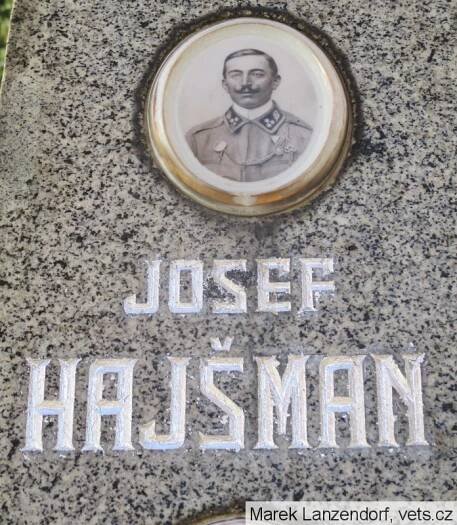 JOSEF
HAJŠMAN
Marek Lanzendorf, vets.cz